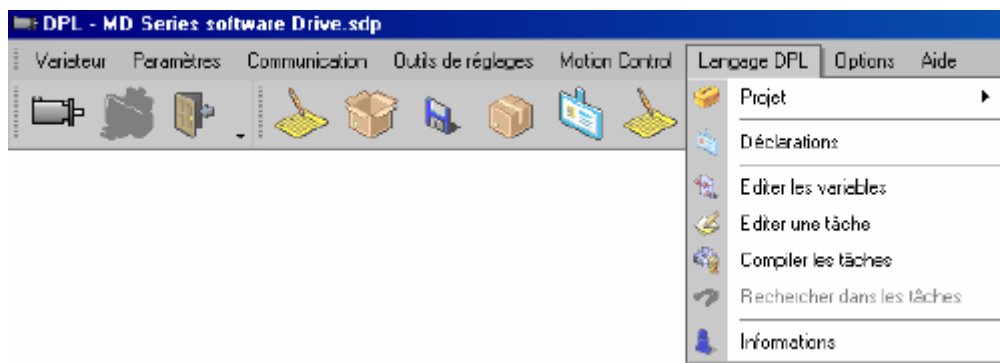 DPL - MD Series software Drive.sdp
Variateur Paramètres Communication Outils de réglages Motion Control Langage DPL Options Aide
Projet
Déclarations
Editer les variables
Editer une tâche
Compiler les tâches
Rechercher dans les tâches
Informations